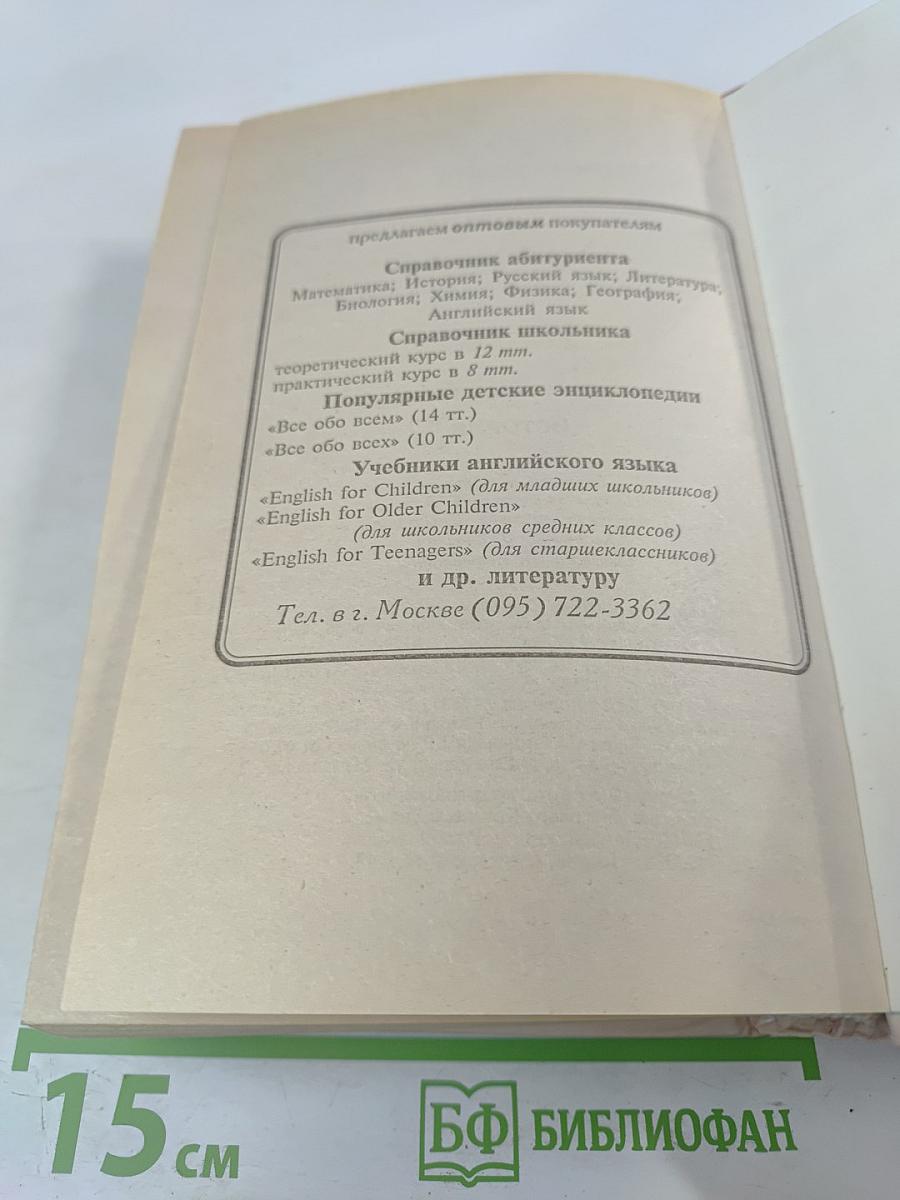 предлагаем оптовым покупателям
Справочник абитуриента
Математика; История; Русский язык; Литература;
Биология; Химия; Физика; География;
Английский язык
Справочник школьника
теоретический курс в 12 тт.
практический курс в 8 тт.
Популярные детские энциклопедии
«Все обо всем» (14 тт.)
«Все обо всех» (10 тт.)
Учебники английского языка
«English for Children» (для младших школьников)
«English for Older Children»
(для школьников средних классов)
«English for Teenagers» (для старшеклассников)
и др. литературу
Тел. в г. Москве (095) 722-3362
15 см
БФ БИБЛИОФАН